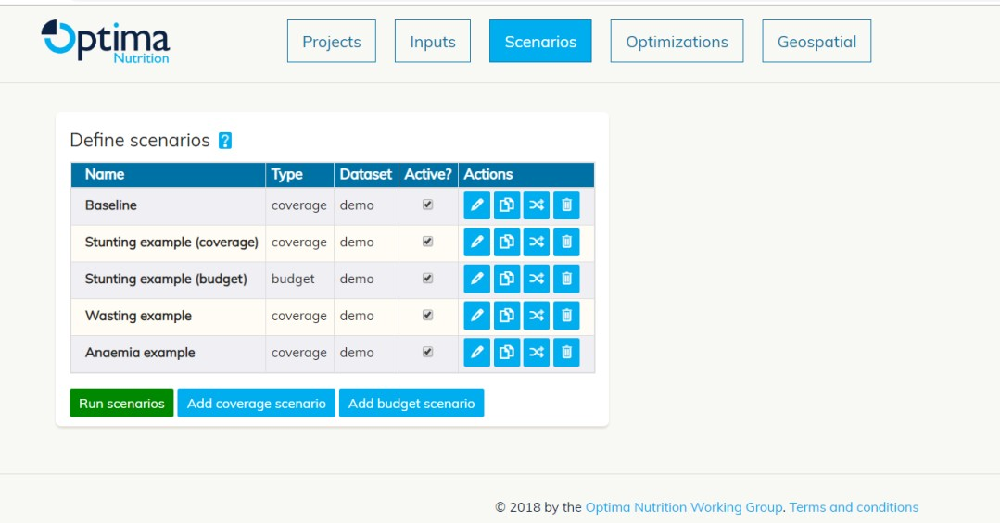 Optima
Nutrition
Projects Inputs Scenarios Optimizations Geospatial
Define scenarios ?
Name Type Dataset Active? Actions
Baseline coverage demo
Stunting example (coverage) coverage demo
Stunting example (budget) budget demo
Wasting example coverage demo
Anaemia example coverage demo
Run scenarios Add coverage scenario Add budget scenario
© 2018 by the Optima Nutrition Working Group. Terms and conditions